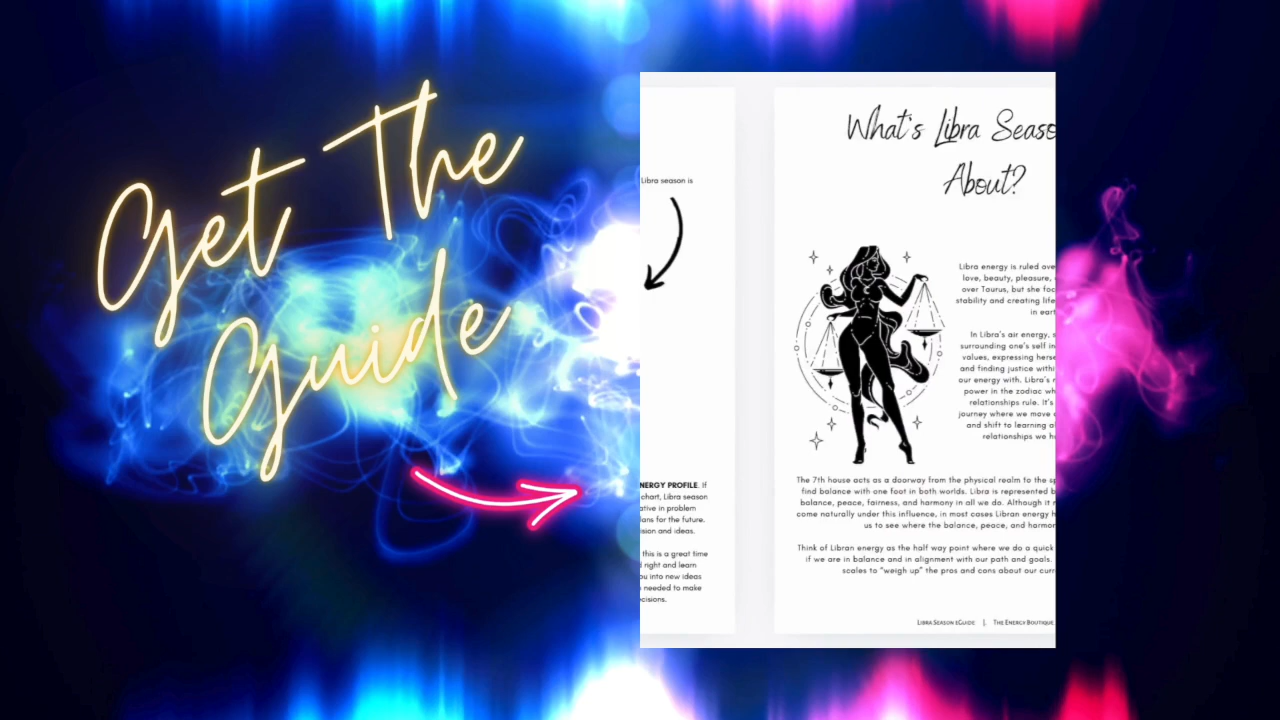 Get The
Guide
Libra season is
NERGY PROFILE. If
chart, Libra season
ative in problem
lans for the future.
ision and ideas.
this is a great time
right and learn
ou into new ideas
needed to make
ecisions.
What's Libra Seaso
About?
Libra energy is ruled ove
love, beauty, pleasure,
over Taurus, but she foc
stability and creating life
in eart
In Libra's air energy, s
surrounding one's self in
values, expressing herse
and finding justice withi
our energy with. Libra's r
power in the zodiac wh
relationships rule. It's
journey where we move
and shift to learning a
relationships we h
The 7th house acts as a doorway from the physical realm to the sp
find balance with one foot in both worlds. Libra is represented b
balance, peace, fairness, and harmony in all we do. Although it
come naturally under this influence, in most cases Libran energy h
us to see where the balance, peace, and harmon
Think of Libran energy as the half way point where we do a quick
if we are in balance and in alignment with our path and goals.
scales to "weigh up" the pros and cons about our curr
Libra Season eGuide | The Energy Boutique